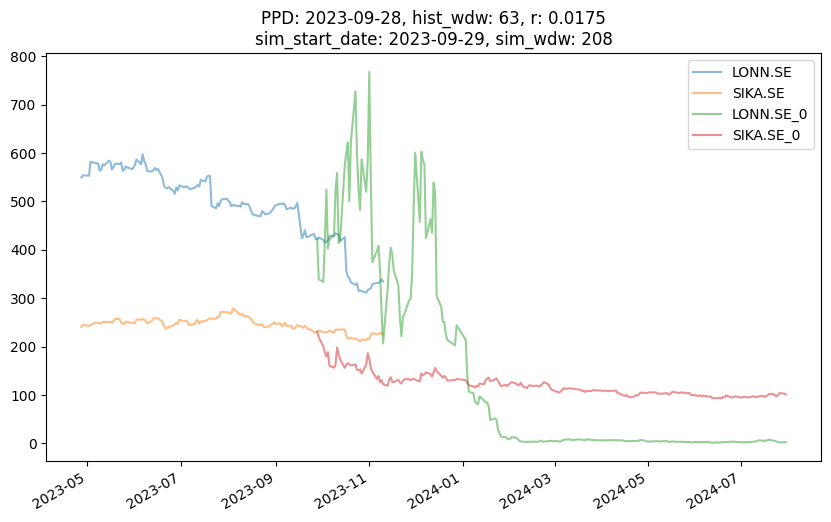 PPD: 2023-09-28, hist_wdw: 63, r: 0.0175
sim_start_date: 2023-09-29, sim_wdw: 208
LONN.SE
SIKA.SE
LONN.SE_0
SIKA.SE_0
800
700
600
500
400
300
200
100
0
2023-05
2023-07
2023-09
2023-11
2024-01
2024-03
2024-05
2024-07